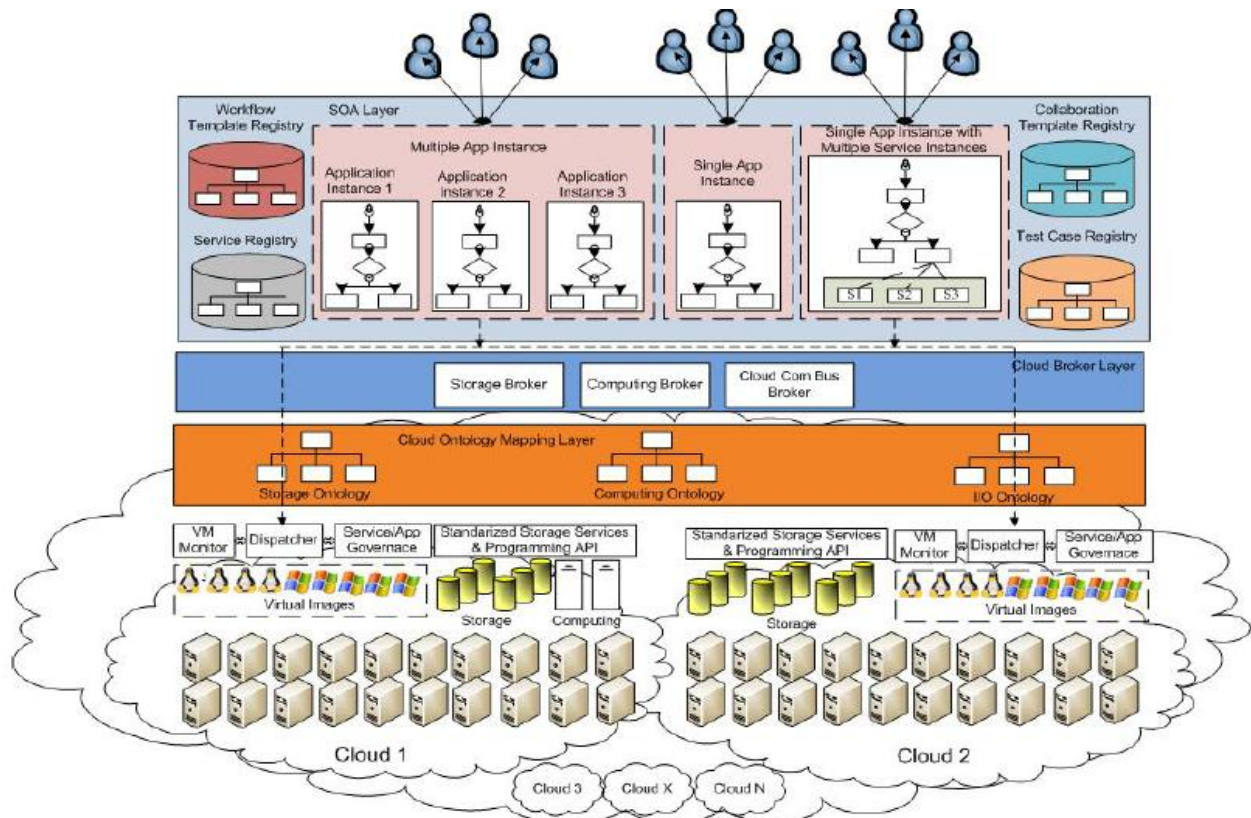 Workflow
Template Registry
SOA Layer
Collaboration
Template Registry
Multiple App Instance
Single App
Instance
Single App Instance with
Multiple Service Instances
Application
Instance 1
Application
Instance 2
Application
Instance 3
Service Registry
Test Case Registry
S1
S2
S3
Cloud Broker Layer
Storage Broker
Computing Broker
Cloud Com Bus
Broker
Cloud Ontology Mapping Layer
Storage Ontology
Computing Ontology
I/O Ontology
VM
Monitor
Dispatcher
Service/App
Governace
Standarized Storage Services
& Programming API
Standarized Storage Services
& Programming API
VM
Monitor
Dispatcher
Service/App
Governace
Virtual Images
Storage
Computing
Storage
Virtual Images
Cloud 1
Cloud 2
Cloud 3
Cloud X
Cloud N